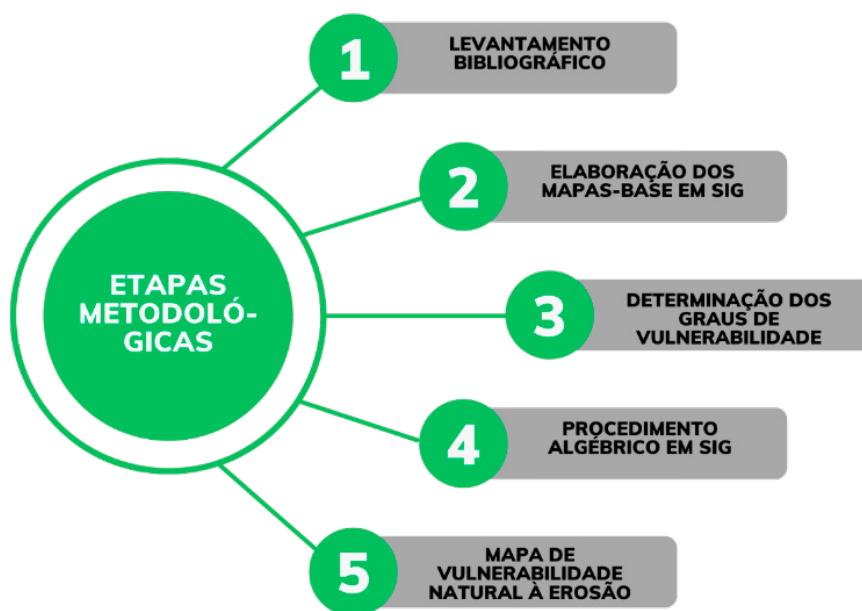 ETAPAS
METODOLÓ-
GICAS
1
LEVANTAMENTO
BIBLIOGRÁFICO
2
ELABORAÇÃO DOS
MAPAS-BASE EM SIG
3
DETERMINAÇÃO DOS
GRAUS DE
VULNERABILIDADE
4
PROCEDIMENTO
ALGÉBRICO EM SIG
5
MAPA DE
VULNERABILIDADE
NATURAL À EROSÃO